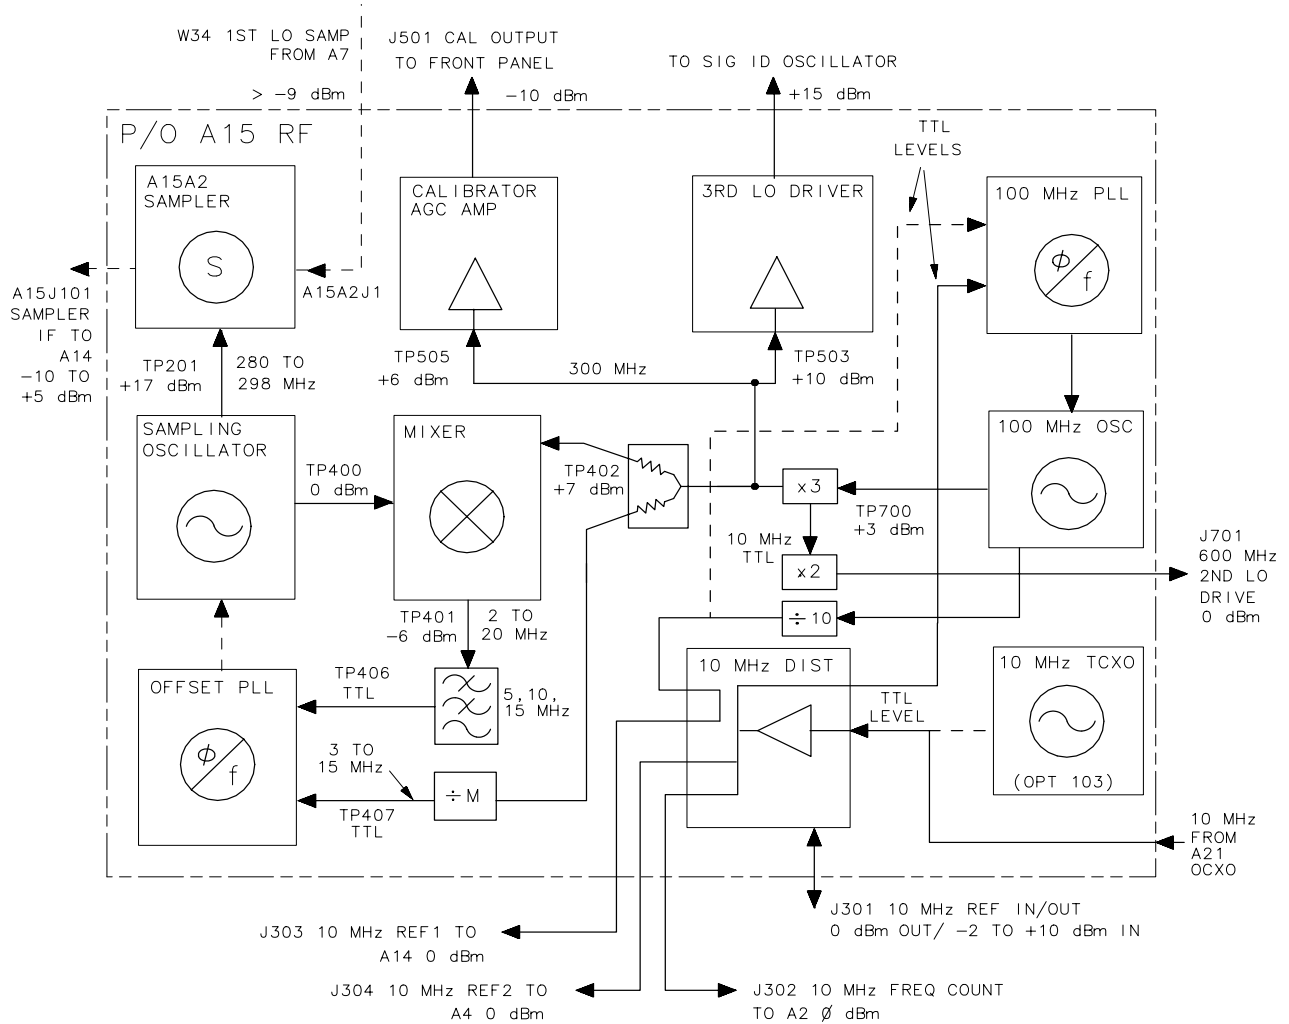 W34 1ST LO SAMP
FROM A7
> -9 dBm
J501 CAL OUTPUT
TO FRONT PANEL
-10 dBm
TO SIG ID OSCILLATOR
+15 dBm
P/O A15 RF
TTL
LEVELS
A15A2
SAMPLER
S
CALIBRATOR
AGC AMP
3RD LO DRIVER
100 MHz PLL
ϕ
f
A15J101
SAMPLER
IF TO
A14
-10 TO
+5 dBm
A15A2J1
TP201
+17 dBm
280 TO
298 MHz
TP505
+6 dBm
300 MHz
TP503
+10 dBm
SAMPLING
OSCILLATOR
TP400
0 dBm
MIXER
TP402
+7 dBm
x3
TP700
+3 dBm
100 MHz OSC
10 MHz
TTL
x2
J701
600 MHz
2ND LO
DRIVE
0 dBm
÷10
TP401
-6 dBm
2 TO
20 MHz
OFFSET PLL
ϕ
f
TP406
TTL
5,10,
15 MHz
10 MHz DIST
TTL
LEVEL
10 MHz TCXO
(OPT 103)
3 TO
15 MHz
÷M
TP407
TTL
10 MHz
FROM
A21
OCXO
J301 10 MHz REF IN/OUT
0 dBm OUT/ -2 TO +10 dBm IN
J303 10 MHz REF1 TO
A14 0 dBm
J304 10 MHz REF2 TO
A4 0 dBm
J302 10 MHz FREQ COUNT
TO A2 Ø dBm